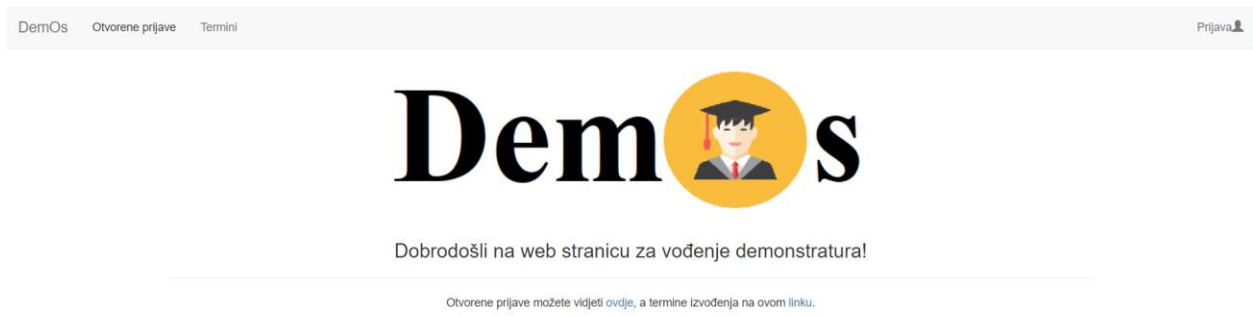 DemOs Otvorene prijave Termini Prijava
Dem s
Dobrodošli na web stranicu za vođenje demonstratura!
Otvorene prijave možete vidjeti ovdje, a termine izvođenja na ovom linku.